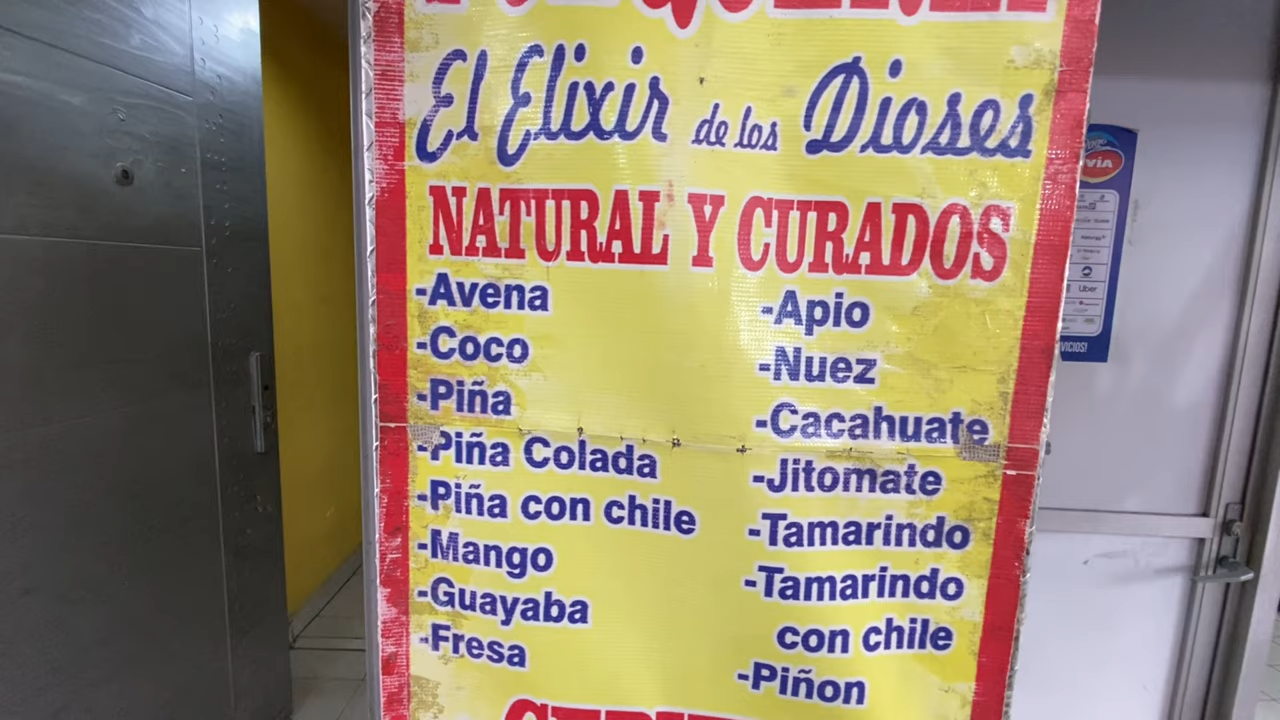 El Elixir de los Dioses
NATURAL Y CURADOS
-Avena
-Coco
-Piña
-Piña Colada
-Piña con chile
-Mango
-Guayaba
-Fresa
-Apio
-Nuez
-Cacahuate
-Jitomate
-Tamarindo
-Tamarindo
con chile
-Piñon
Uber